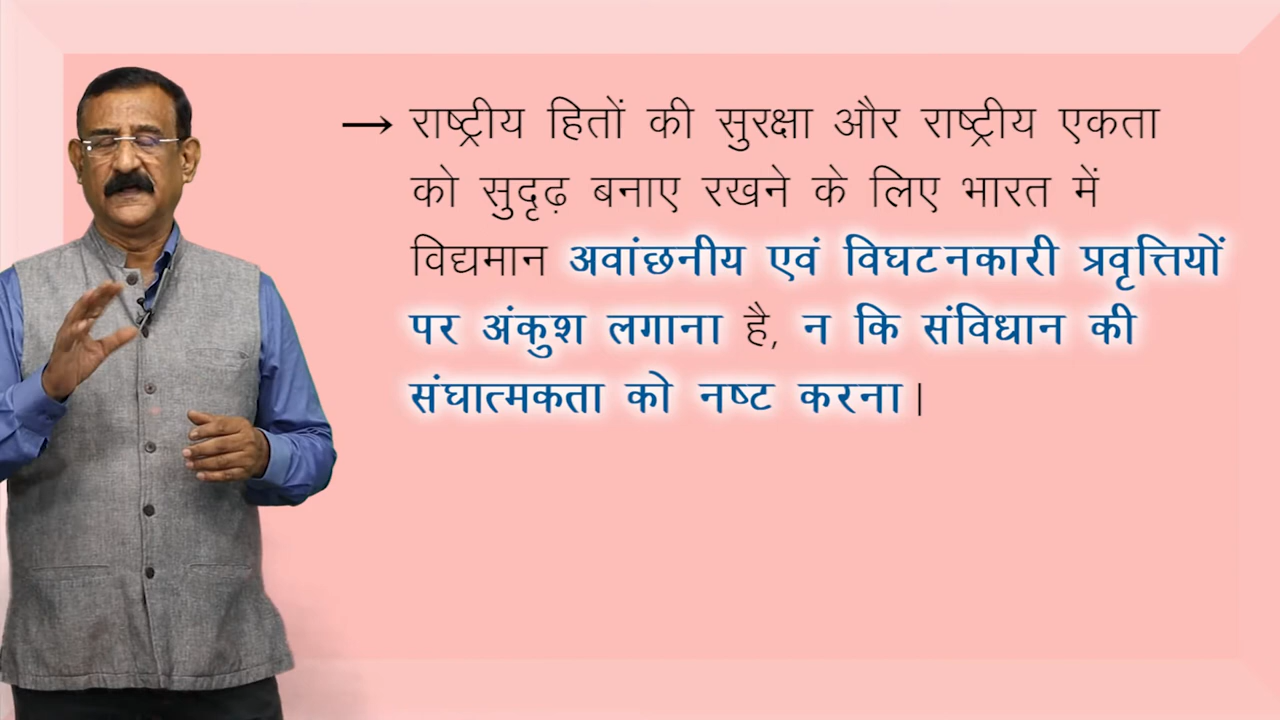 → राष्ट्रीय हितों की सुरक्षा और राष्ट्रीय एकता
को सुदृढ़ बनाए रखने के लिए भारत में
विद्यमान अवांछनीय एवं विघटनकारी प्रवृत्तियों
पर अंकुश लगाना है, न कि संविधान की
संघात्मकता को नष्ट करना।